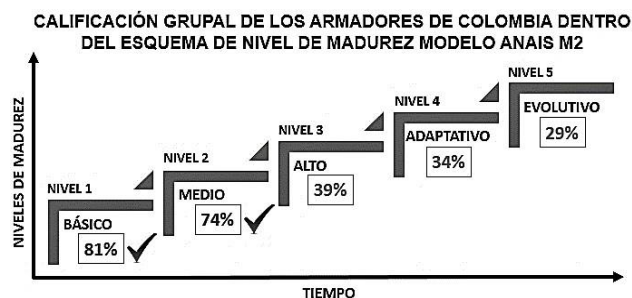 CALIFICACIÓN GRUPAL DE LOS ARMADORES DE COLOMBIA DENTRO
DEL ESQUEMA DE NIVEL DE MADUREZ MODELO ANAIS M2
NIVELES DE MADUREZ
NIVEL 1
BÁSICO
81%
NIVEL 2
MEDIO
74%
NIVEL 3
ALTO
39%
NIVEL 4
ADAPTATIVO
34%
NIVEL 5
EVOLUTIVO
29%
TIEMPO